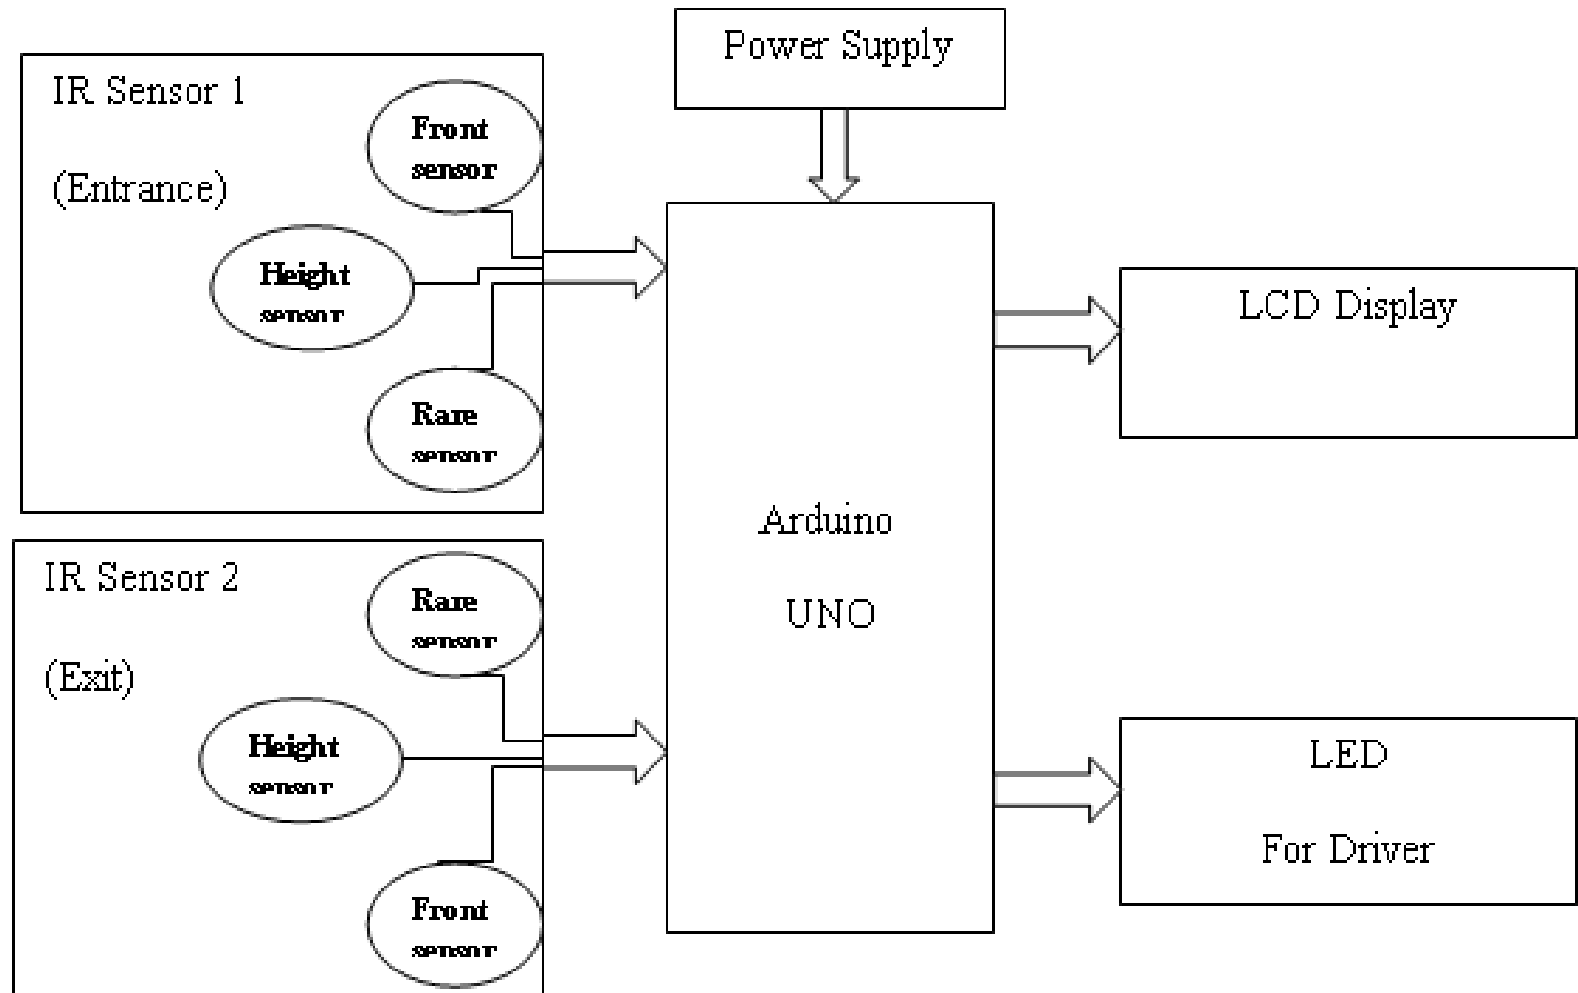 Power Supply
IR Sensor 1
(Entrance)
Front
sensor
Height
sensor
Rare
sensor
IR Sensor 2
(Exit)
Rare
sensor
Height
sensor
Front
sensor
Arduino
UNO
LCD Display
LED
For Driver